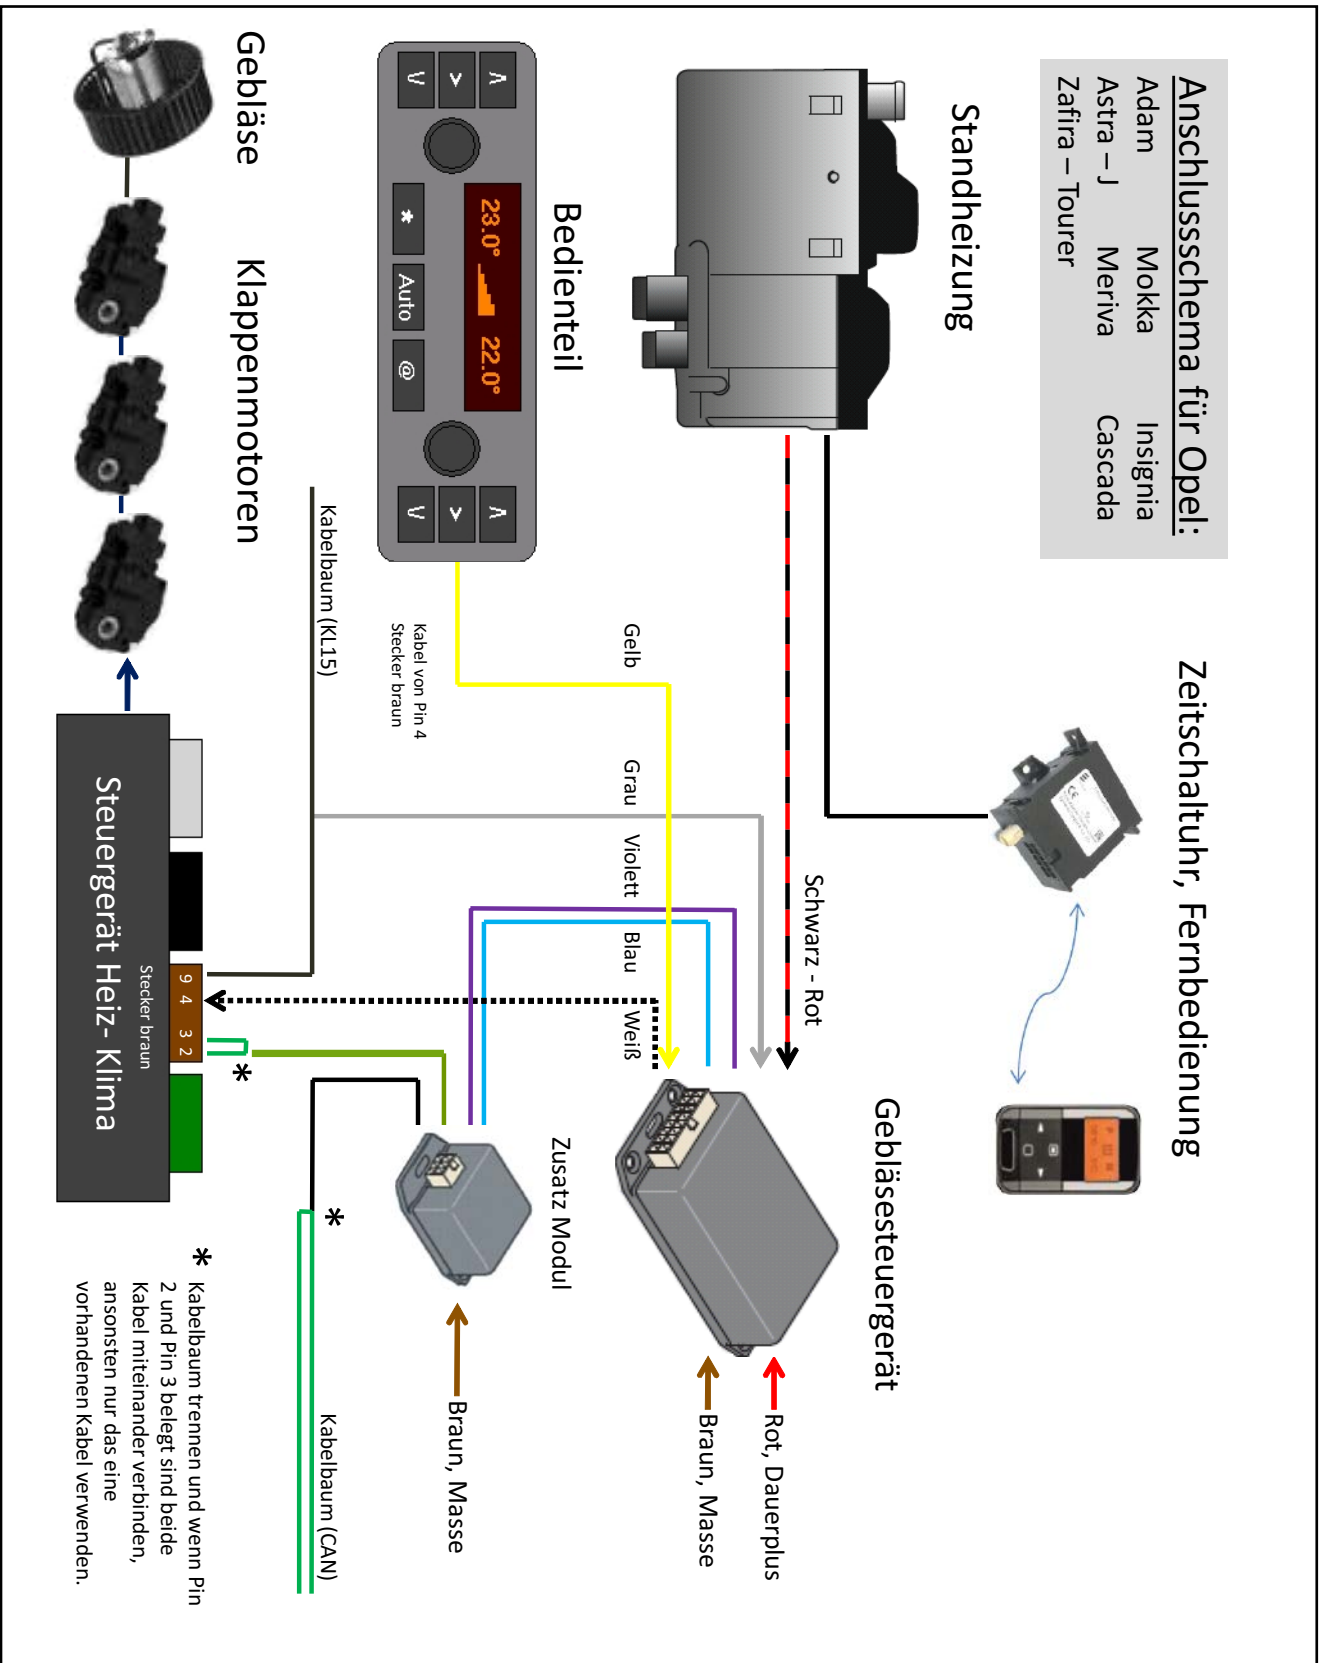 Anschlussschema für Opel:
Adam Mokka Insignia
Astra – J Meriva Cascada
Zafira – Tourer
Zeitschaltuhr, Fernbedienung
Standheizung
Schwarz - Rot
Gebläsesteuergerät
Rot, Dauerplus
Braun, Masse
Bedienteil
23.0° 22.0°
Auto @
Gelb Grau Violett Blau Weiß
Kabel von Pin 4
Stecker braun
Zusatz Modul
Braun, Masse
Kabelbaum (KL15)
Kabelbaum (CAN)
*
*
Gebläse Klappenmotoren
9 4 3 2
Stecker braun
Steuergerät Heiz- Klima
* Kabelbaum trennen und wenn Pin
2 und Pin 3 belegt sind beide
Kabel miteinander verbinden,
ansonsten nur das eine
vorhandenen Kabel verwenden.